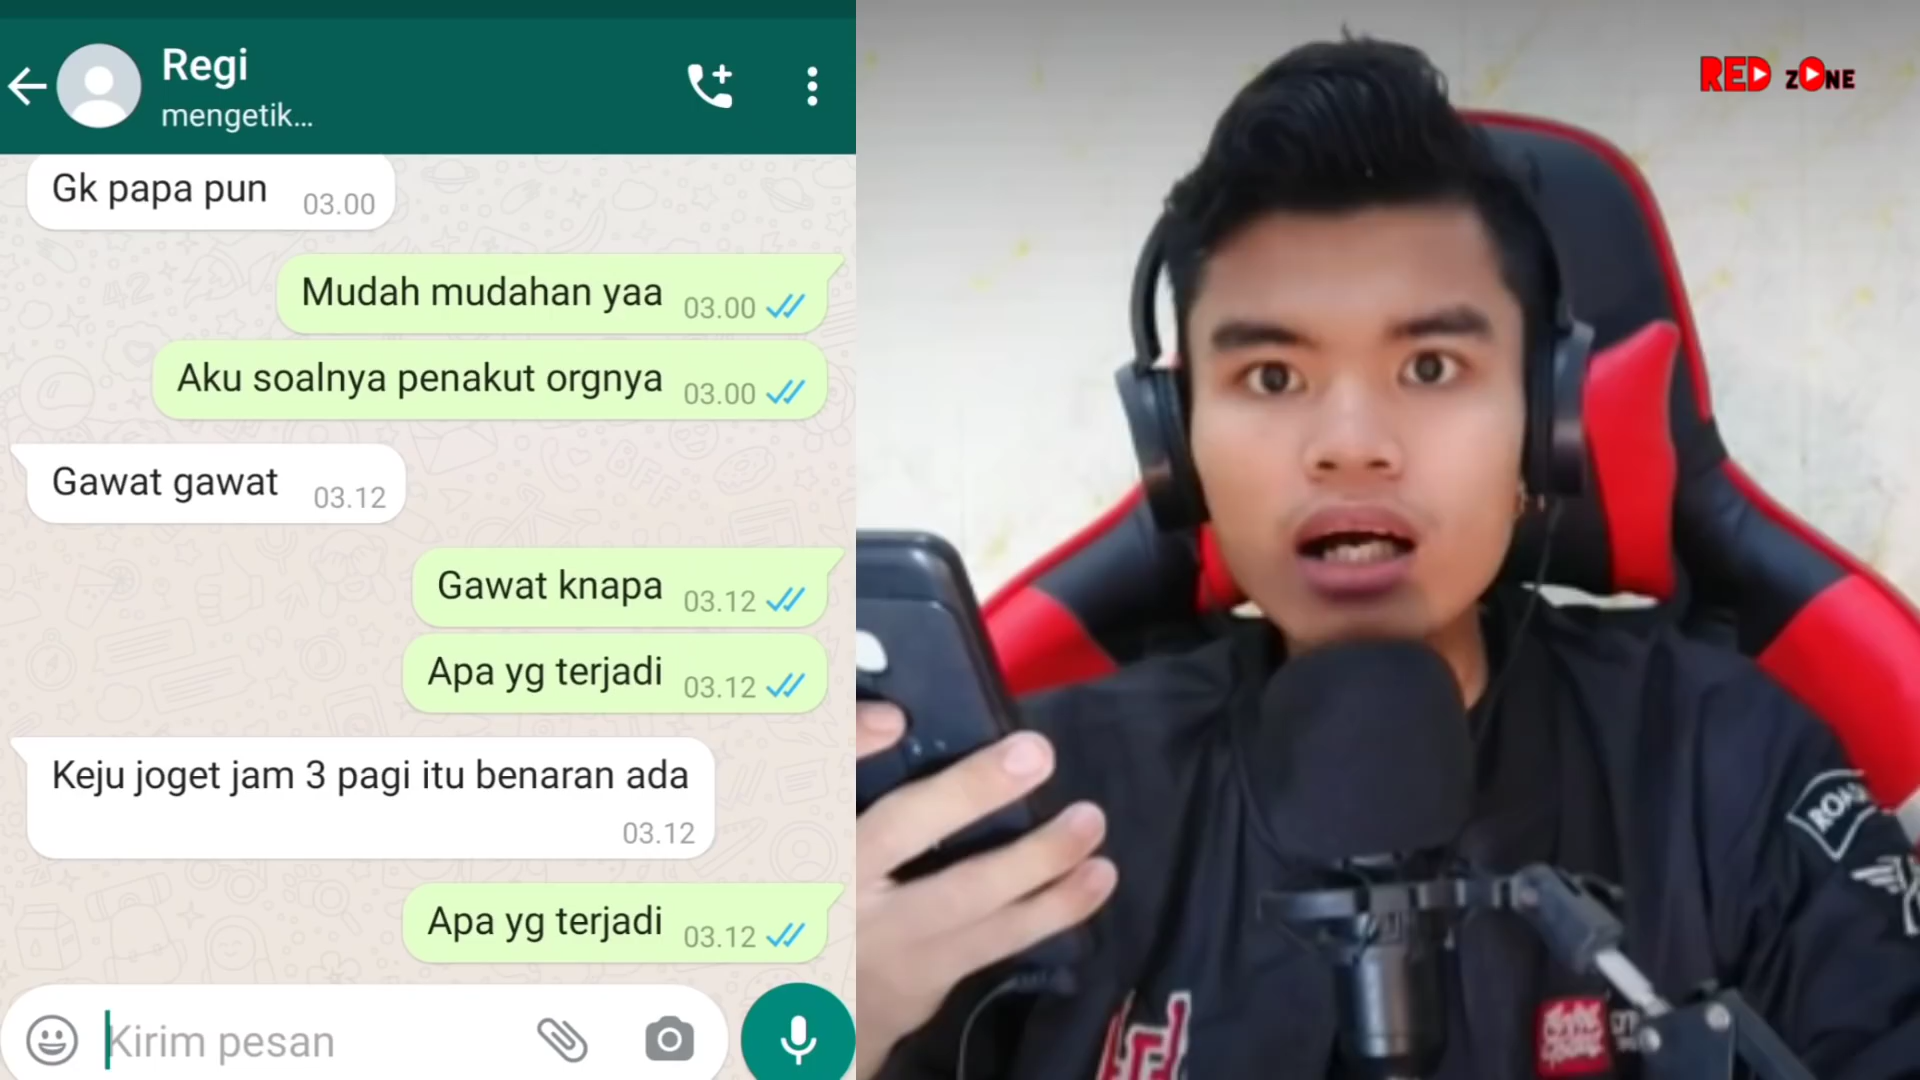 Regi
mengetik...
Gk papa pun 03.00
Mudah mudahan yaa 03.00
Aku soalnya penakut orgnya 03.00
Gawat gawat 03.12
Gawat knapa 03.12
Apa yg terjadi 03.12
Keju joget jam 3 pagi itu benaran ada
03.12
Apa yg terjadi 03.12
Kirim pesan
RED ZONE